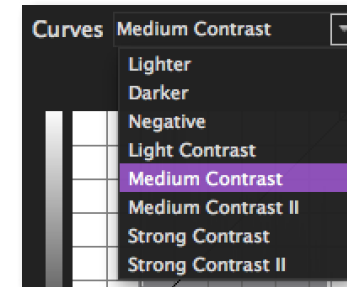 Curves Medium Contrast
Lighter
Darker
Negative
Light Contrast
Medium Contrast
Medium Contrast II
Strong Contrast
Strong Contrast II